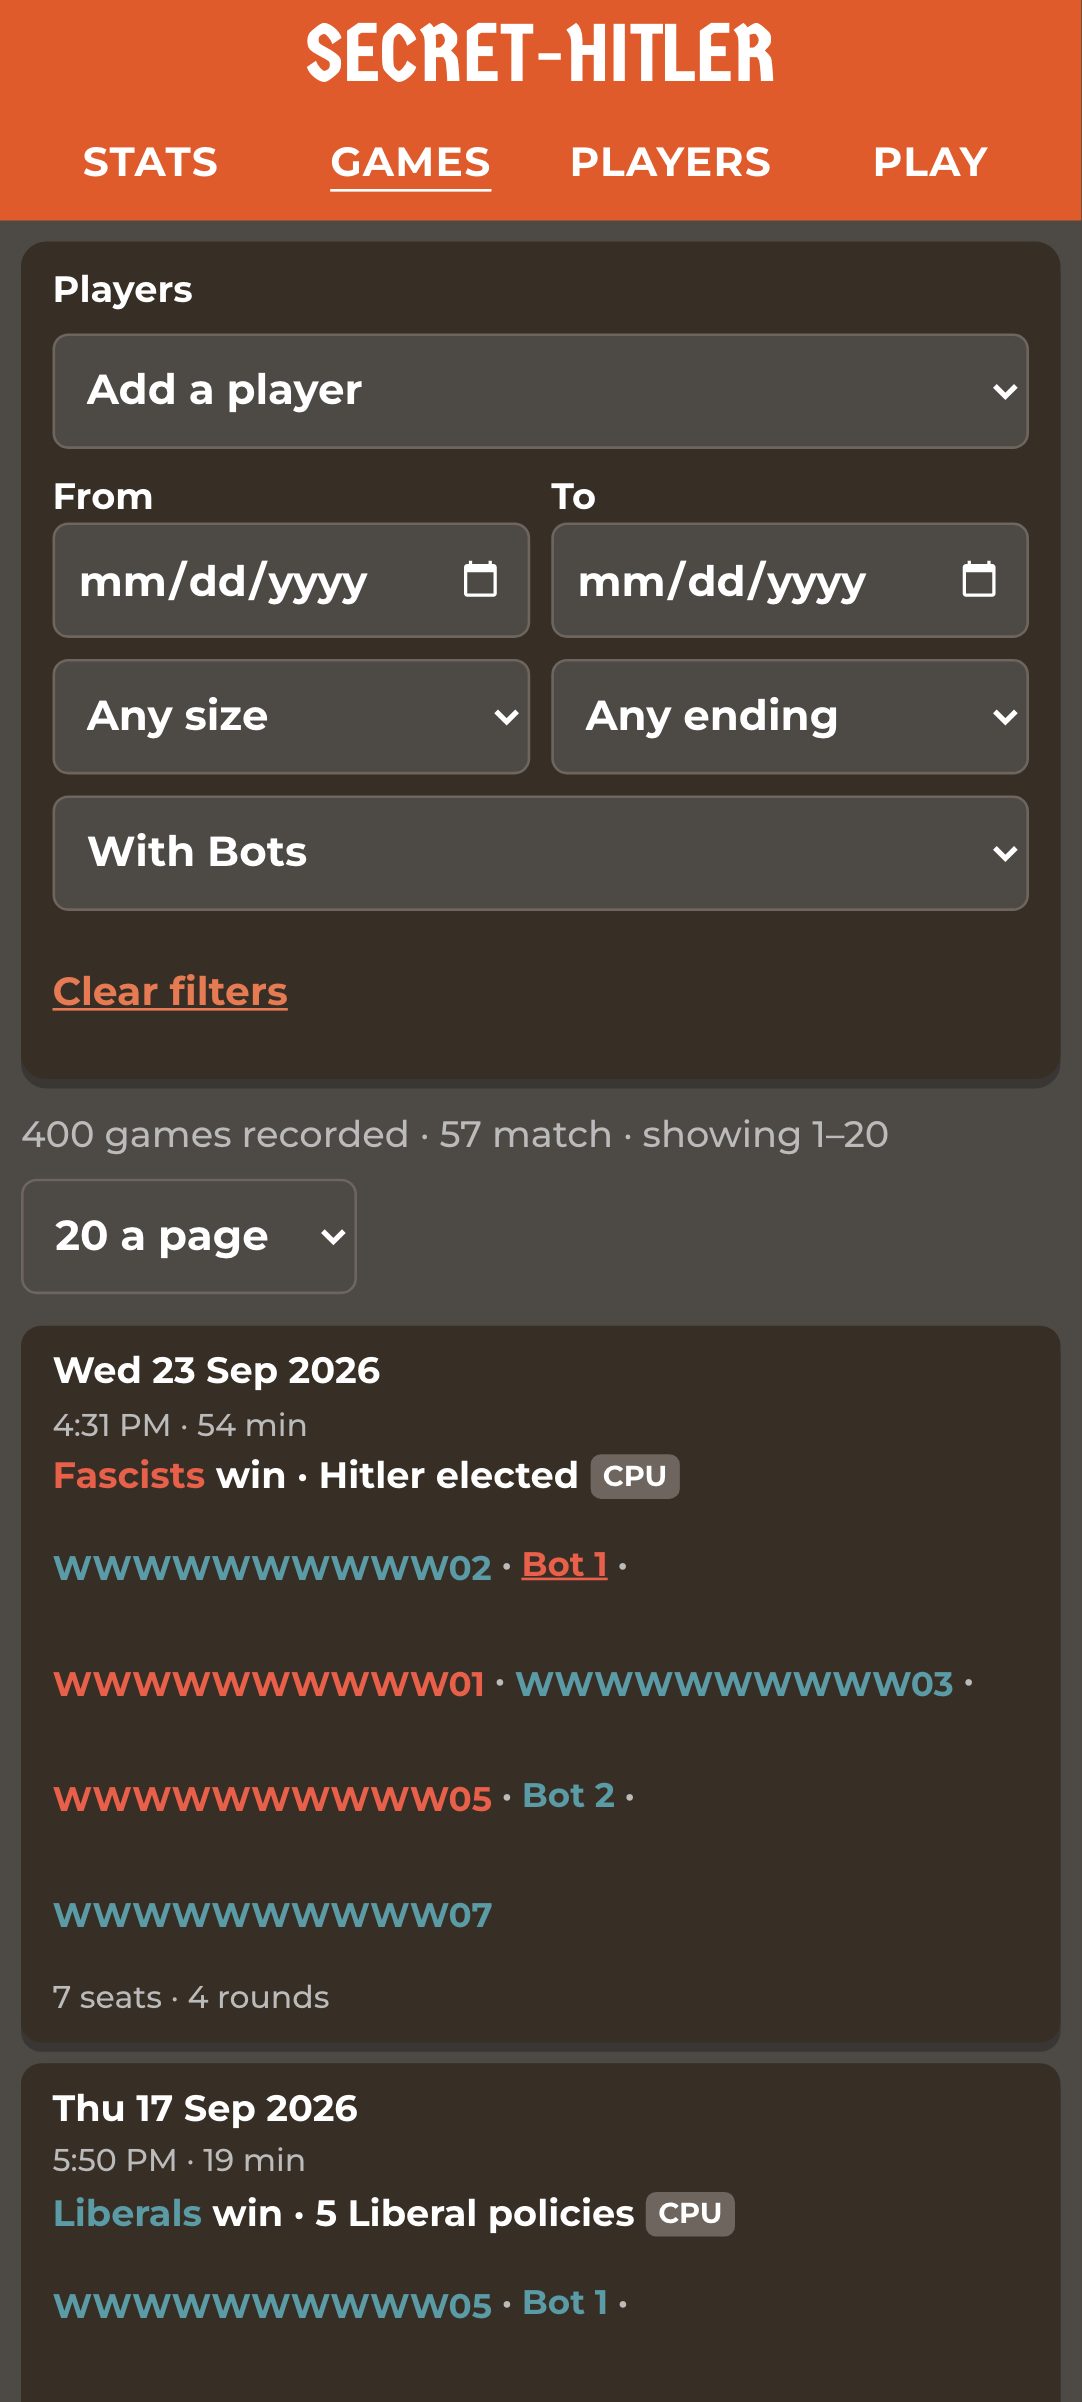 SECRET-HITLER
STATS GAMES PLAYERS PLAY
Players
Add a player
From To
mm/dd/yyyy mm/dd/yyyy
Any size Any ending
With Bots
Clear filters
400 games recorded · 57 match · showing 1–20
20 a page
Wed 23 Sep 2026
4:31 PM · 54 min
Fascists win · Hitler elected CPU
WWWWWWWWWW02 · Bot 1 ·
WWWWWWWWWW01 · WWWWWWWWWW03 ·
WWWWWWWWWW05 · Bot 2 ·
WWWWWWWWWW07
7 seats · 4 rounds
Thu 17 Sep 2026
5:50 PM · 19 min
Liberals win · 5 Liberal policies CPU
WWWWWWWWWW05 · Bot 1 ·